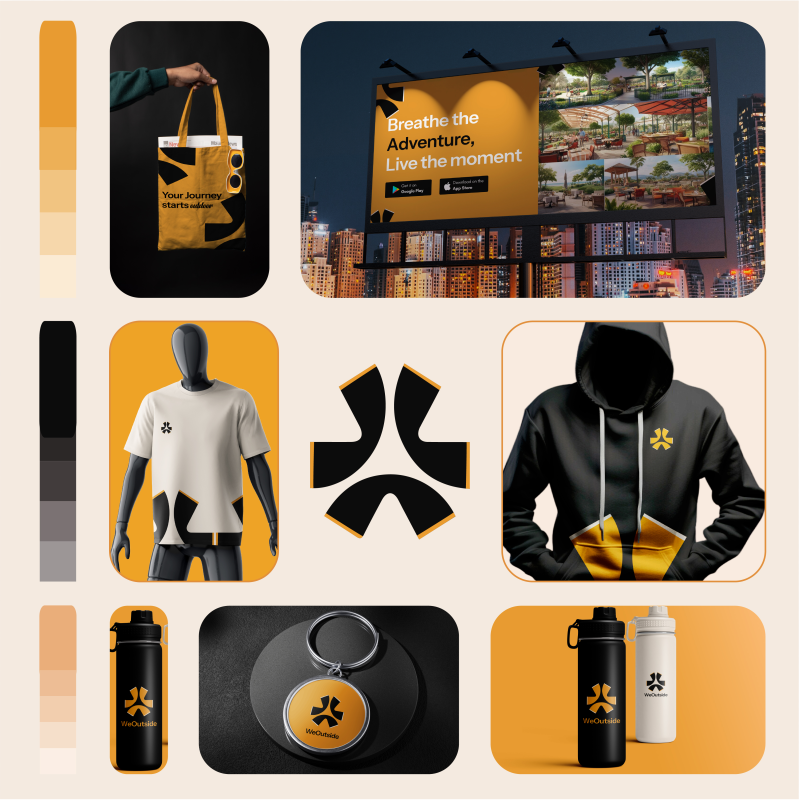 Your Journey
starts outdoor
Breathe the
Adventure,
Live the moment
Get it on
Google Play
Download on the
App Store
WeOutside
WeOutside
WeOutside
WeOutside